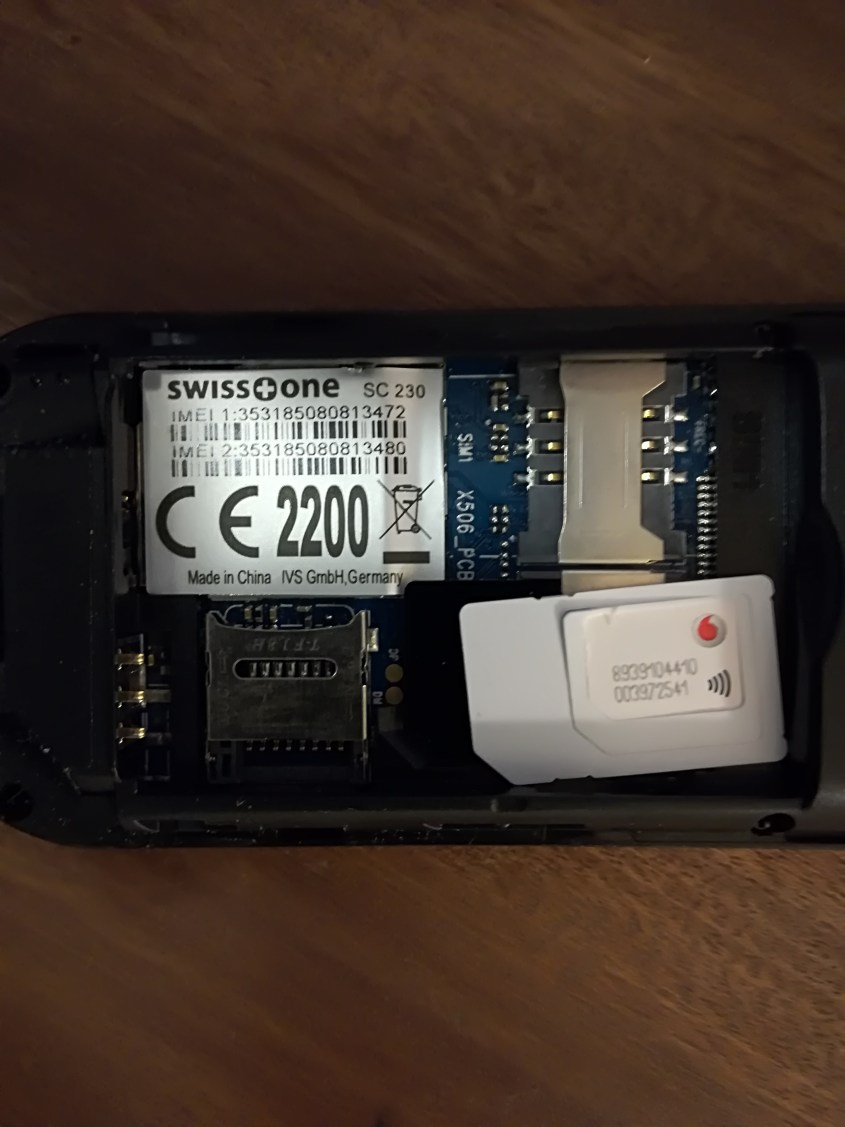 swiss+one SC 230
IMEI 1:353185080813472
IMEI 2:353185080813480
CE 2200
Made in China IVS GmbH,Germany
SIM1
X506_PCB
8939104410
003972541